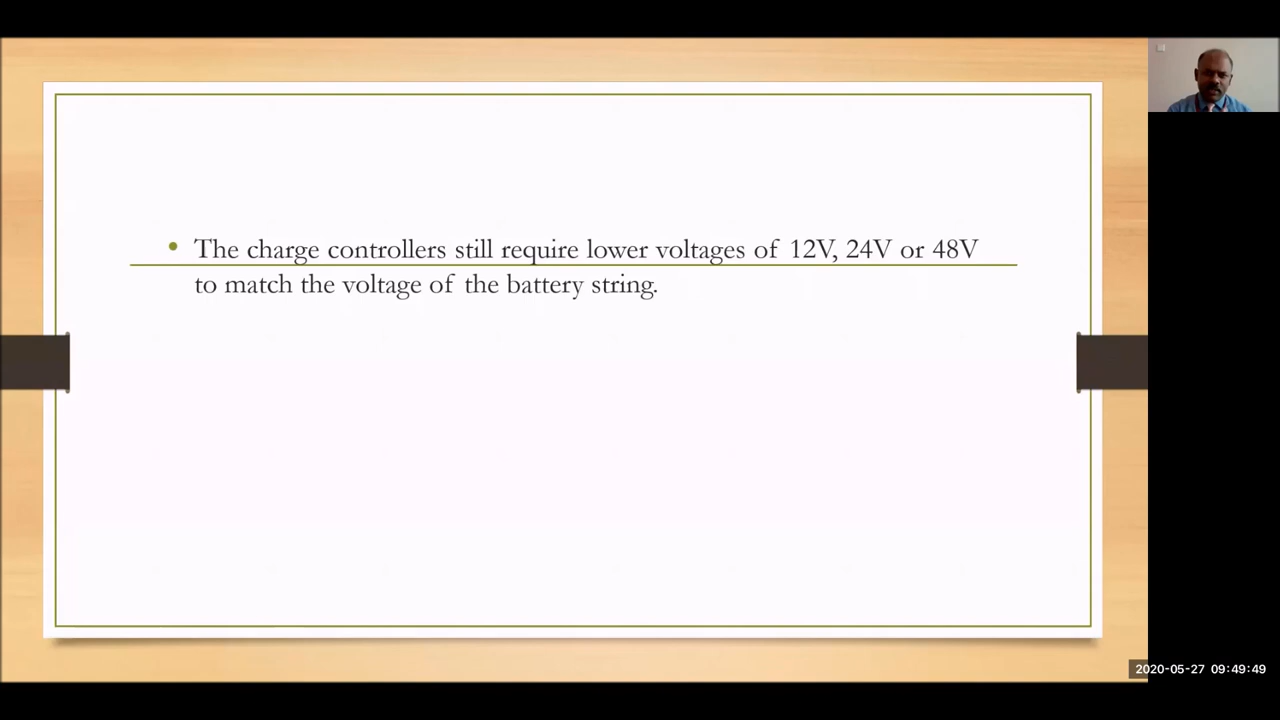 • The charge controllers still require lower voltages of 12V, 24V or 48V
to match the voltage of the battery string.
2020-05-27 09:49:49